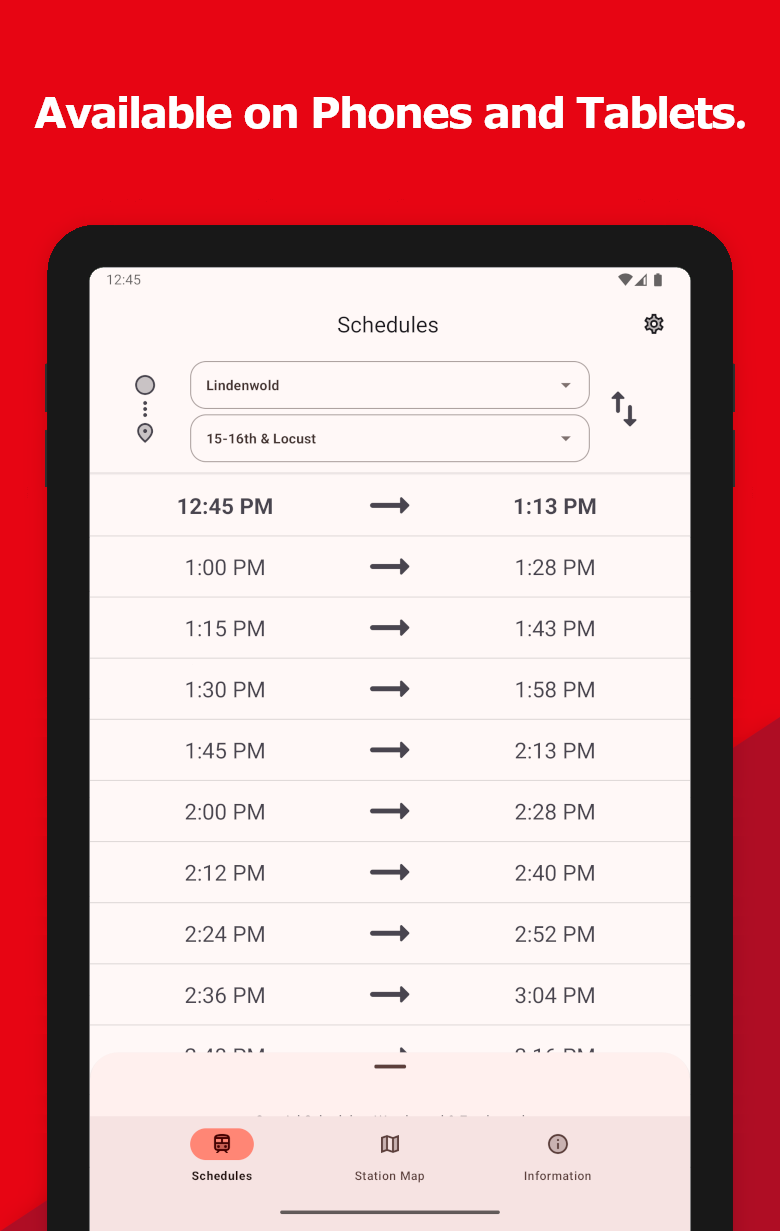 Available on Phones and Tablets.
12:45
Schedules
Lindenwold
15-16th & Locust
12:45 PM 1:13 PM
1:00 PM 1:28 PM
1:15 PM 1:43 PM
1:30 PM 1:58 PM
1:45 PM 2:13 PM
2:00 PM 2:28 PM
2:12 PM 2:40 PM
2:24 PM 2:52 PM
2:36 PM 3:04 PM
Schedules Station Map Information